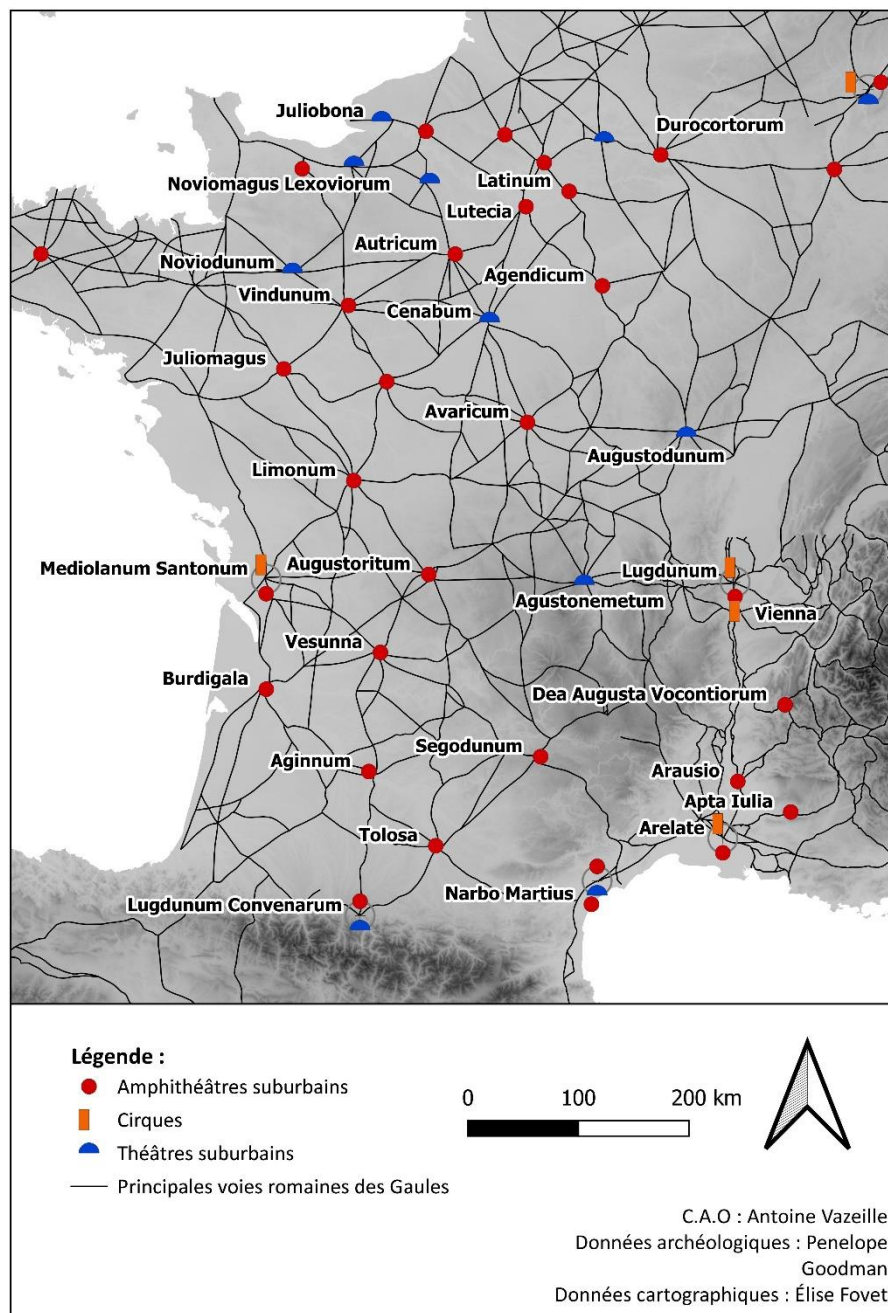 Juliobona
Durocortorum
Noviomagus Lexoviorum
Latinum
Lutecia
Autricum
Noviodunum
Agendicum
Vindunum
Cenabum
Juliomagus
Avaricum
Augustodunum
Limonum
Mediolanum Santonum
Augustoritum
Lugdunum
Agustonemetum
Vienna
Vesunna
Burdigala
Dea Augusta Vocontiorum
Segodunum
Aginnum
Arausio
Apta Iulia
Arelate
Tolosa
Narbo Martius
Lugdunum Convenarum
Légende :
Amphithéâtres suburbains
Cirques
Théâtres suburbains
Principales voies romaines des Gaules
0 100 200 km
C.A.O : Antoine Vazeille
Données archéologiques : Penelope
Goodman
Données cartographiques : Élise Fovet